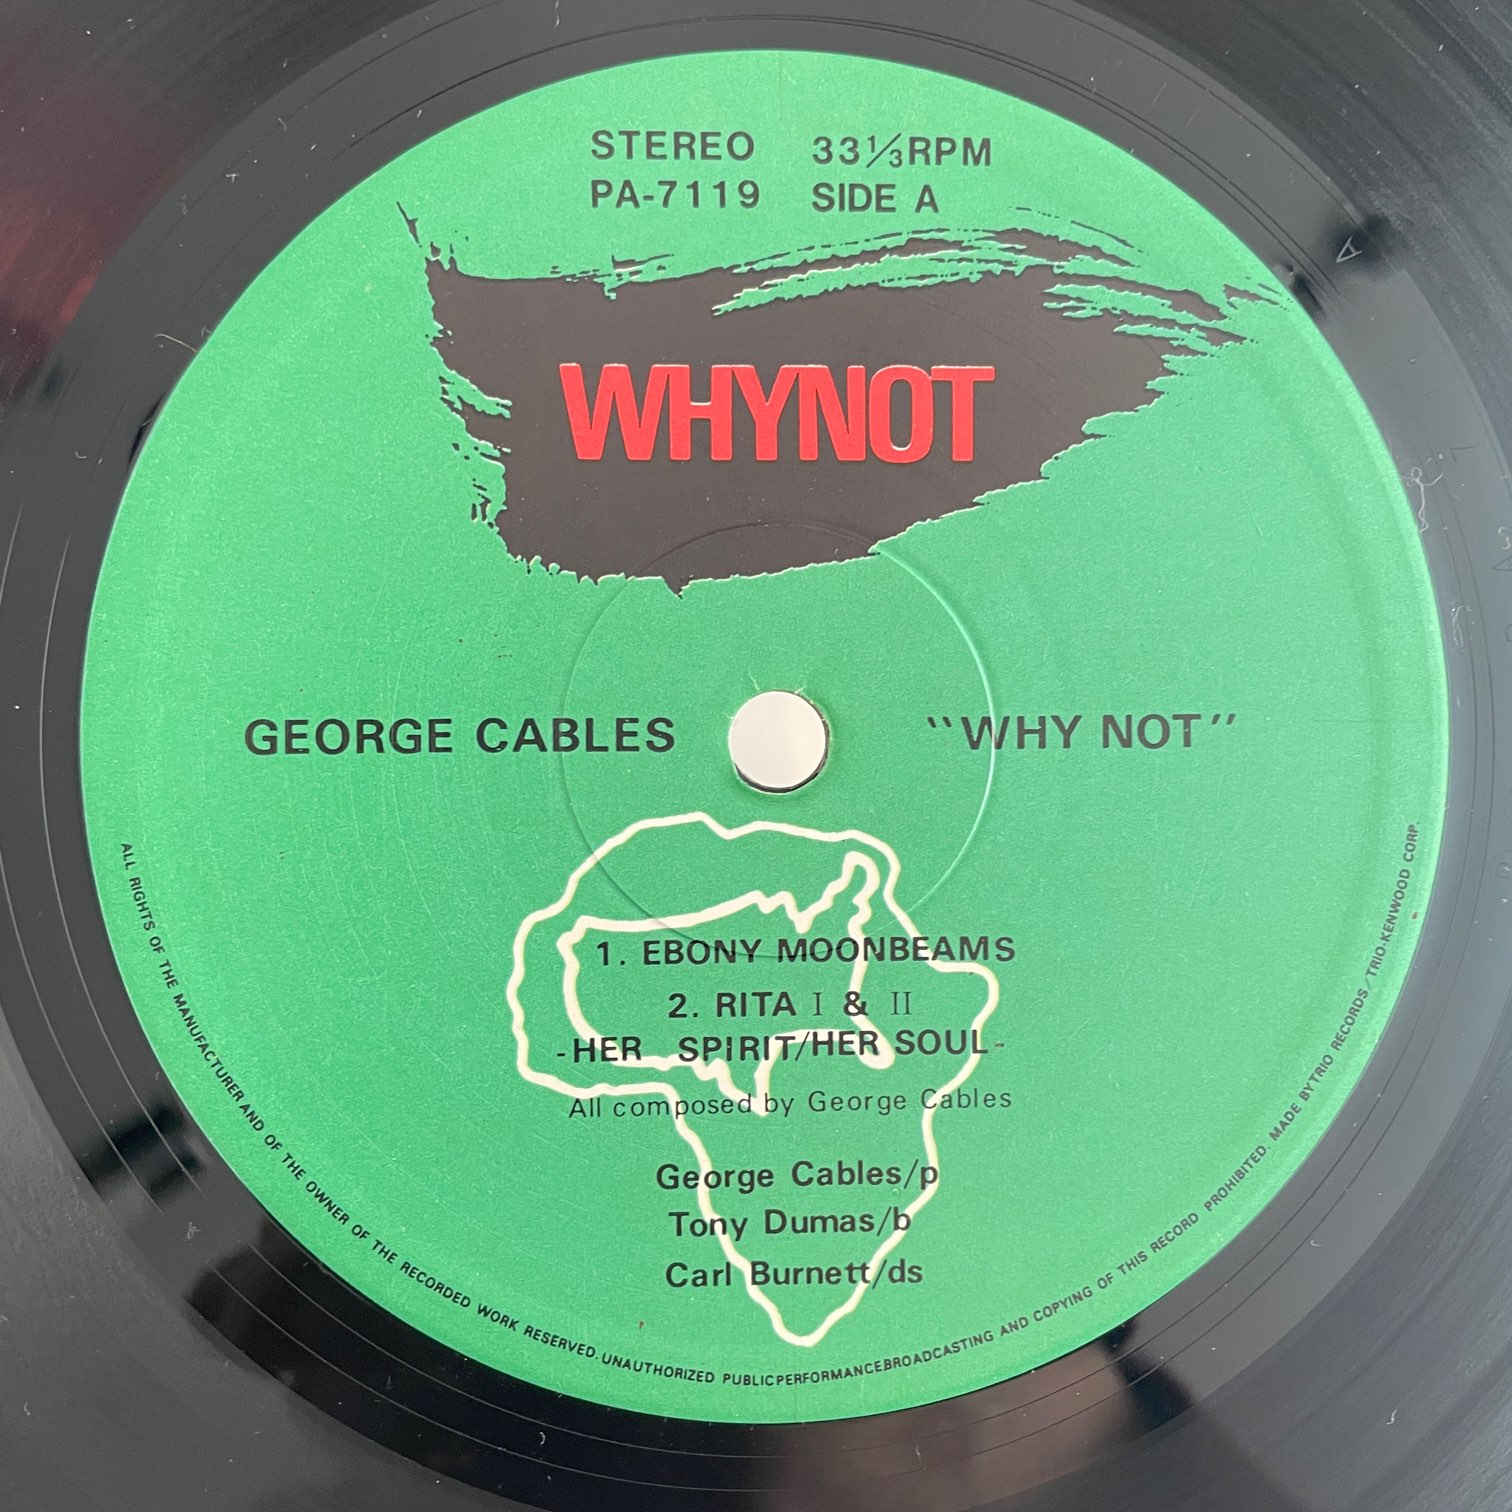 STEREO 33⅓RPM
PA-7119 SIDE A
WHYNOT
GEORGE CABLES "WHY NOT"
1. EBONY MOONBEAMS
2. RITA I & II
-HER SPIRIT/HER SOUL-
All composed by George Cables
George Cables/p
Tony Dumas/b
Carl Burnett/ds
ALL RIGHTS OF THE MANUFACTURER AND OF THE OWNER OF THE RECORDED WORK RESERVED. UNAUTHORIZED PUBLICPERFORMANCEBROADCASTING AND COPYING OF THIS RECORD PROHIBITED. MADE BY TRIO RECORDS/TRIO-KENWOOD CORP.
A